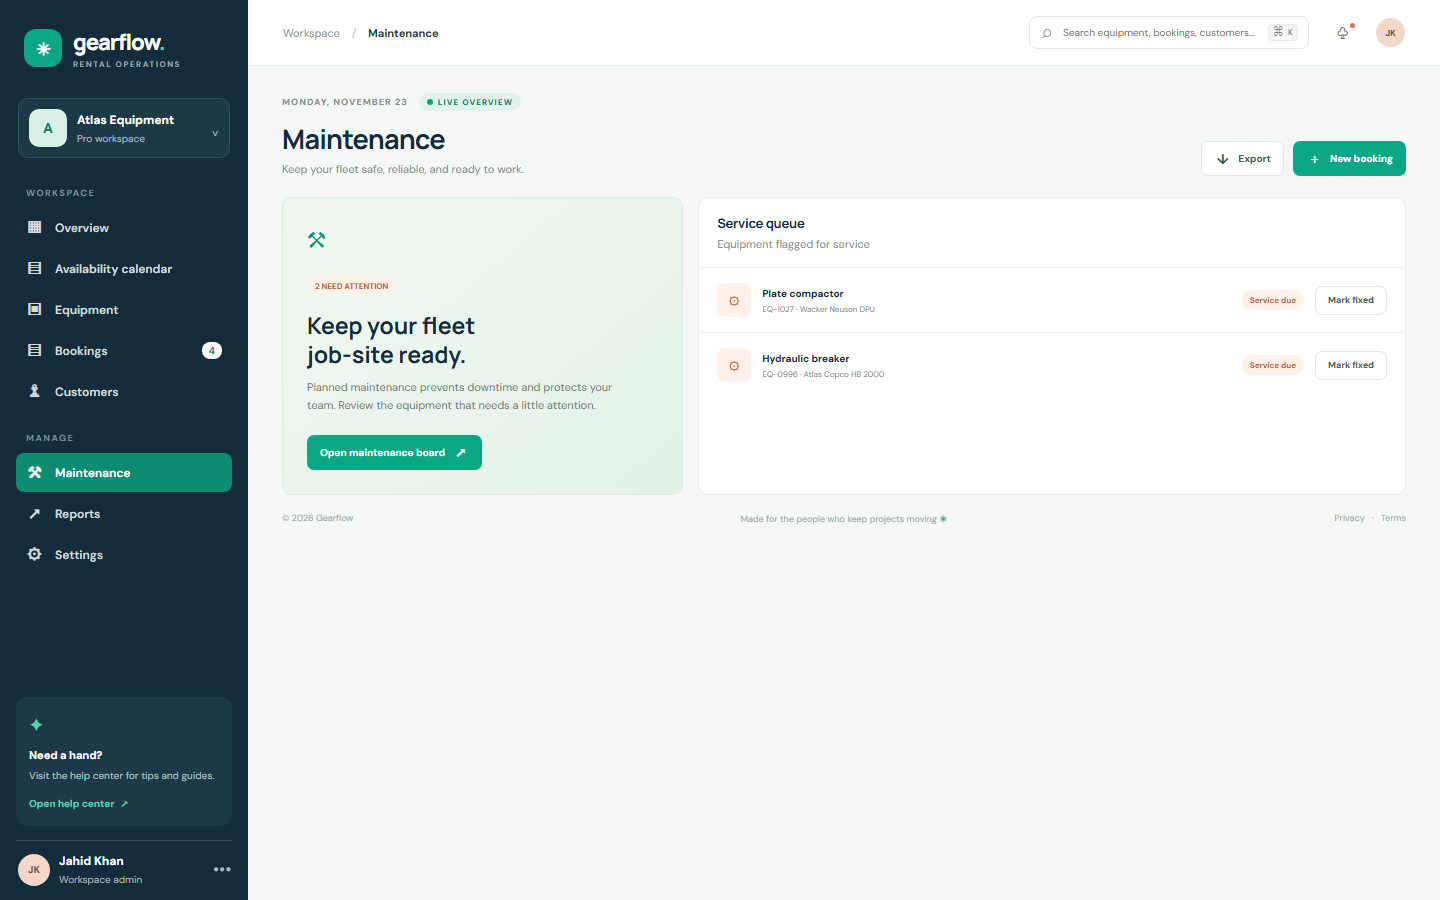 gearflow.
RENTAL OPERATIONS
A
Atlas Equipment
Pro workspace
WORKSPACE
Overview
Availability calendar
Equipment
Bookings 4
Customers
MANAGE
Maintenance
Reports
Settings
Need a hand?
Visit the help center for tips and guides.
Open help center ↗
JK
Jahid Khan
Workspace admin
Workspace / Maintenance
Search equipment, bookings, customers...
⌘ K
JK
MONDAY, NOVEMBER 23
LIVE OVERVIEW
Maintenance
Keep your fleet safe, reliable, and ready to work.
↓ Export
+ New booking
2 NEED ATTENTION
Keep your fleet
job-site ready.
Planned maintenance prevents downtime and protects your
team. Review the equipment that needs a little attention.
Open maintenance board ↗
Service queue
Equipment flagged for service
Plate compactor
EQ-1027 · Wacker Neuson DPU
Service due
Mark fixed
Hydraulic breaker
EQ-0996 · Atlas Copco HB 2000
Service due
Mark fixed
© 2026 Gearflow
Made for the people who keep projects moving ✳
Privacy · Terms